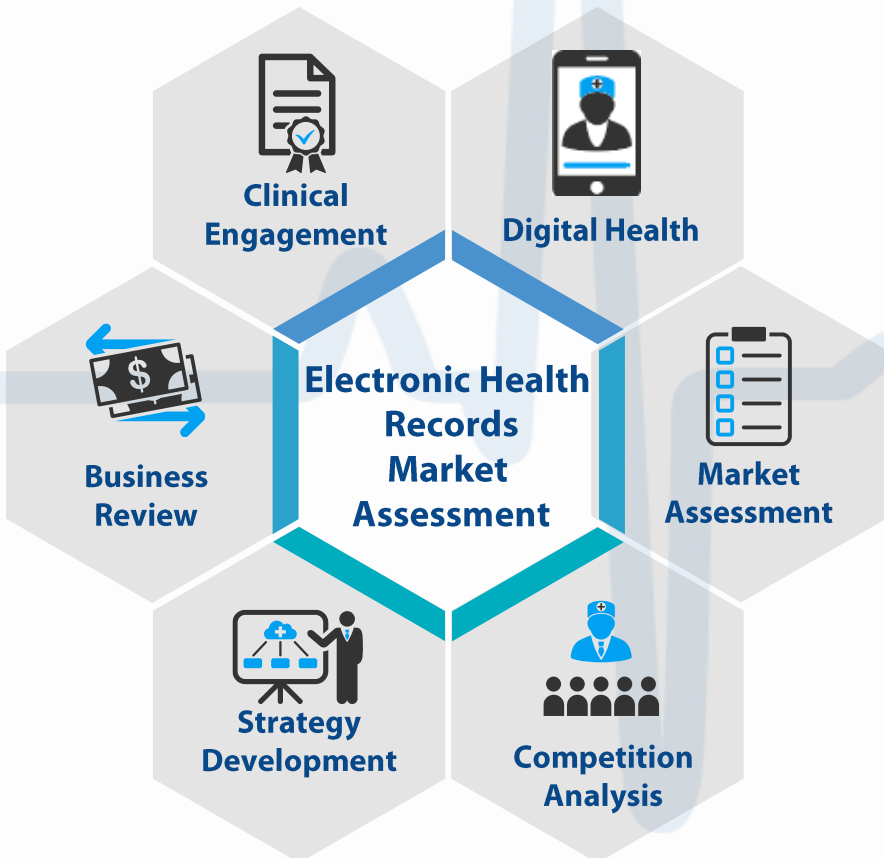 Clinical
Engagement
Digital Health
Electronic Health
Records
Market
Assessment
Business
Review
$
Market
Assessment
Strategy
Development
Competition
Analysis